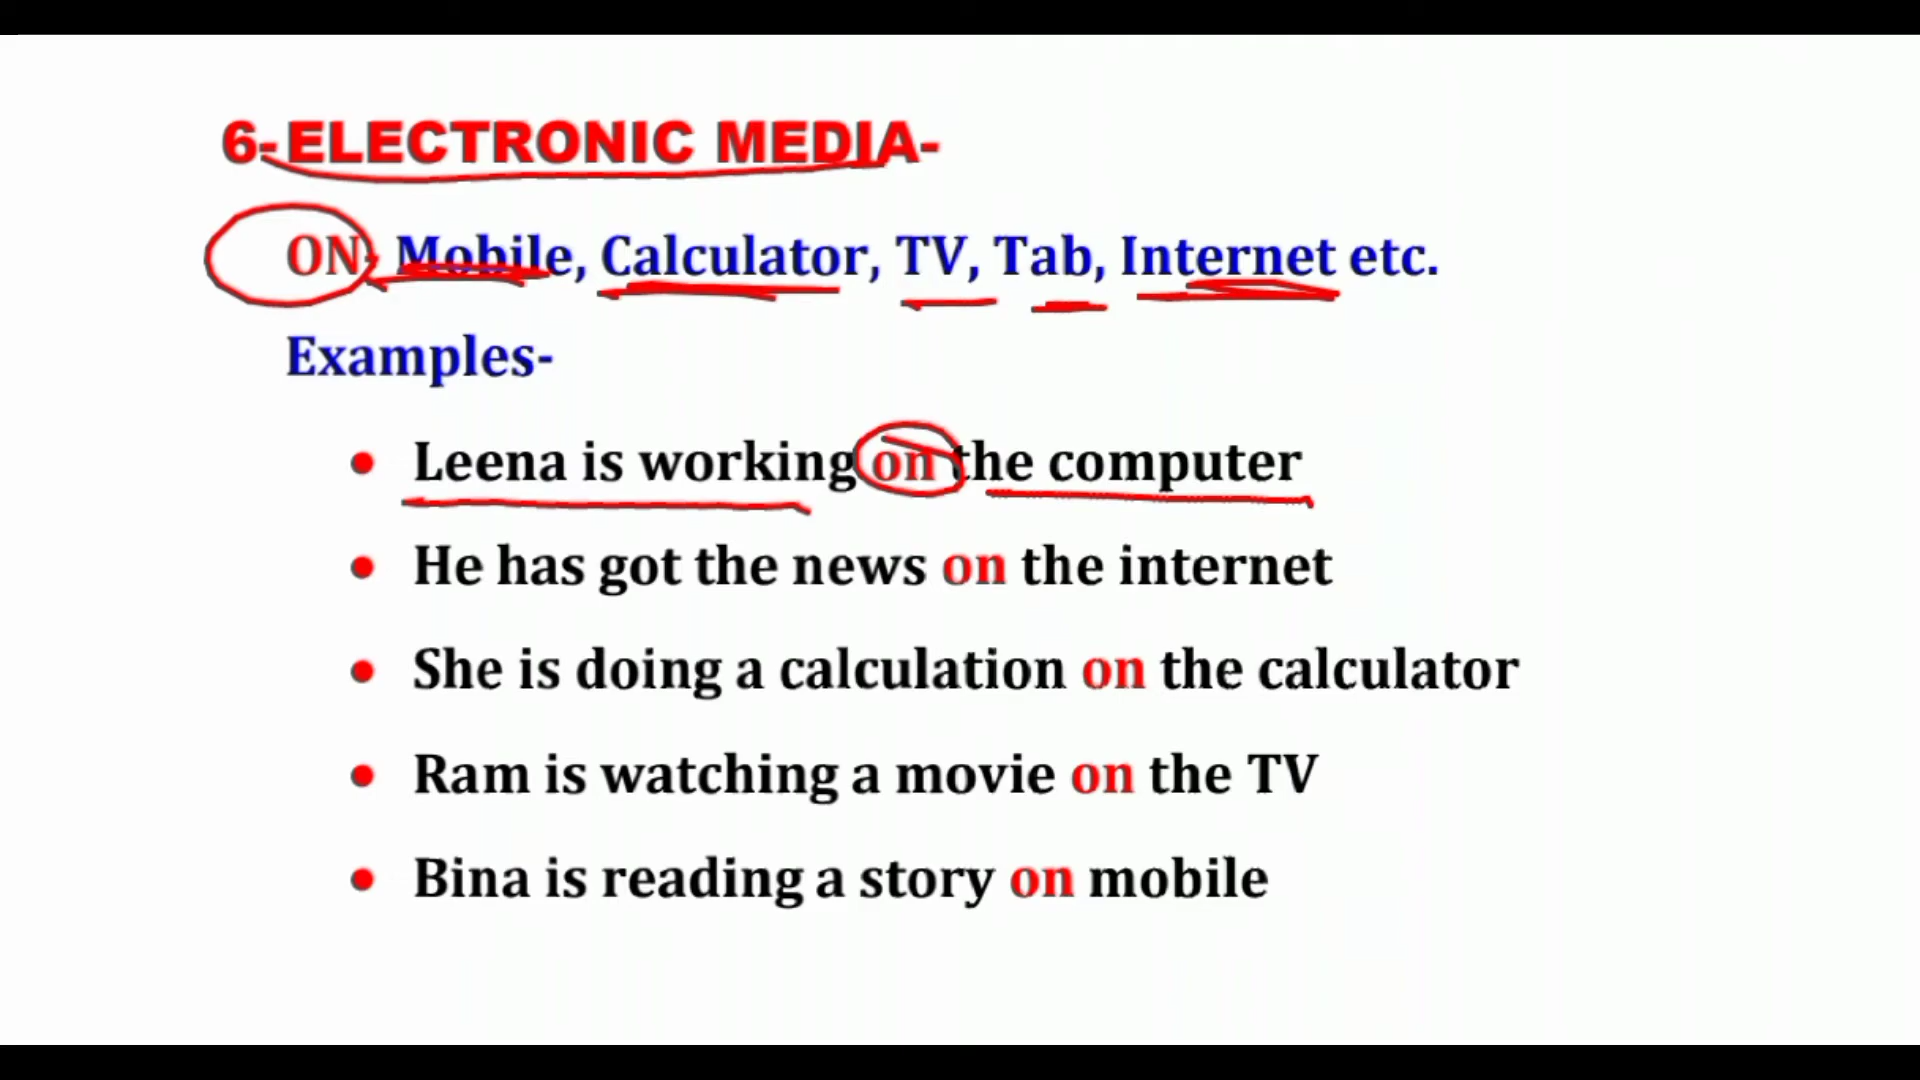 6-ELECTRONIC MEDIA-
ON- Mobile, Calculator, TV, Tab, Internet etc.
Examples-
• Leena is working on the computer
• He has got the news on the internet
• She is doing a calculation on the calculator
• Ram is watching a movie on the TV
• Bina is reading a story on mobile